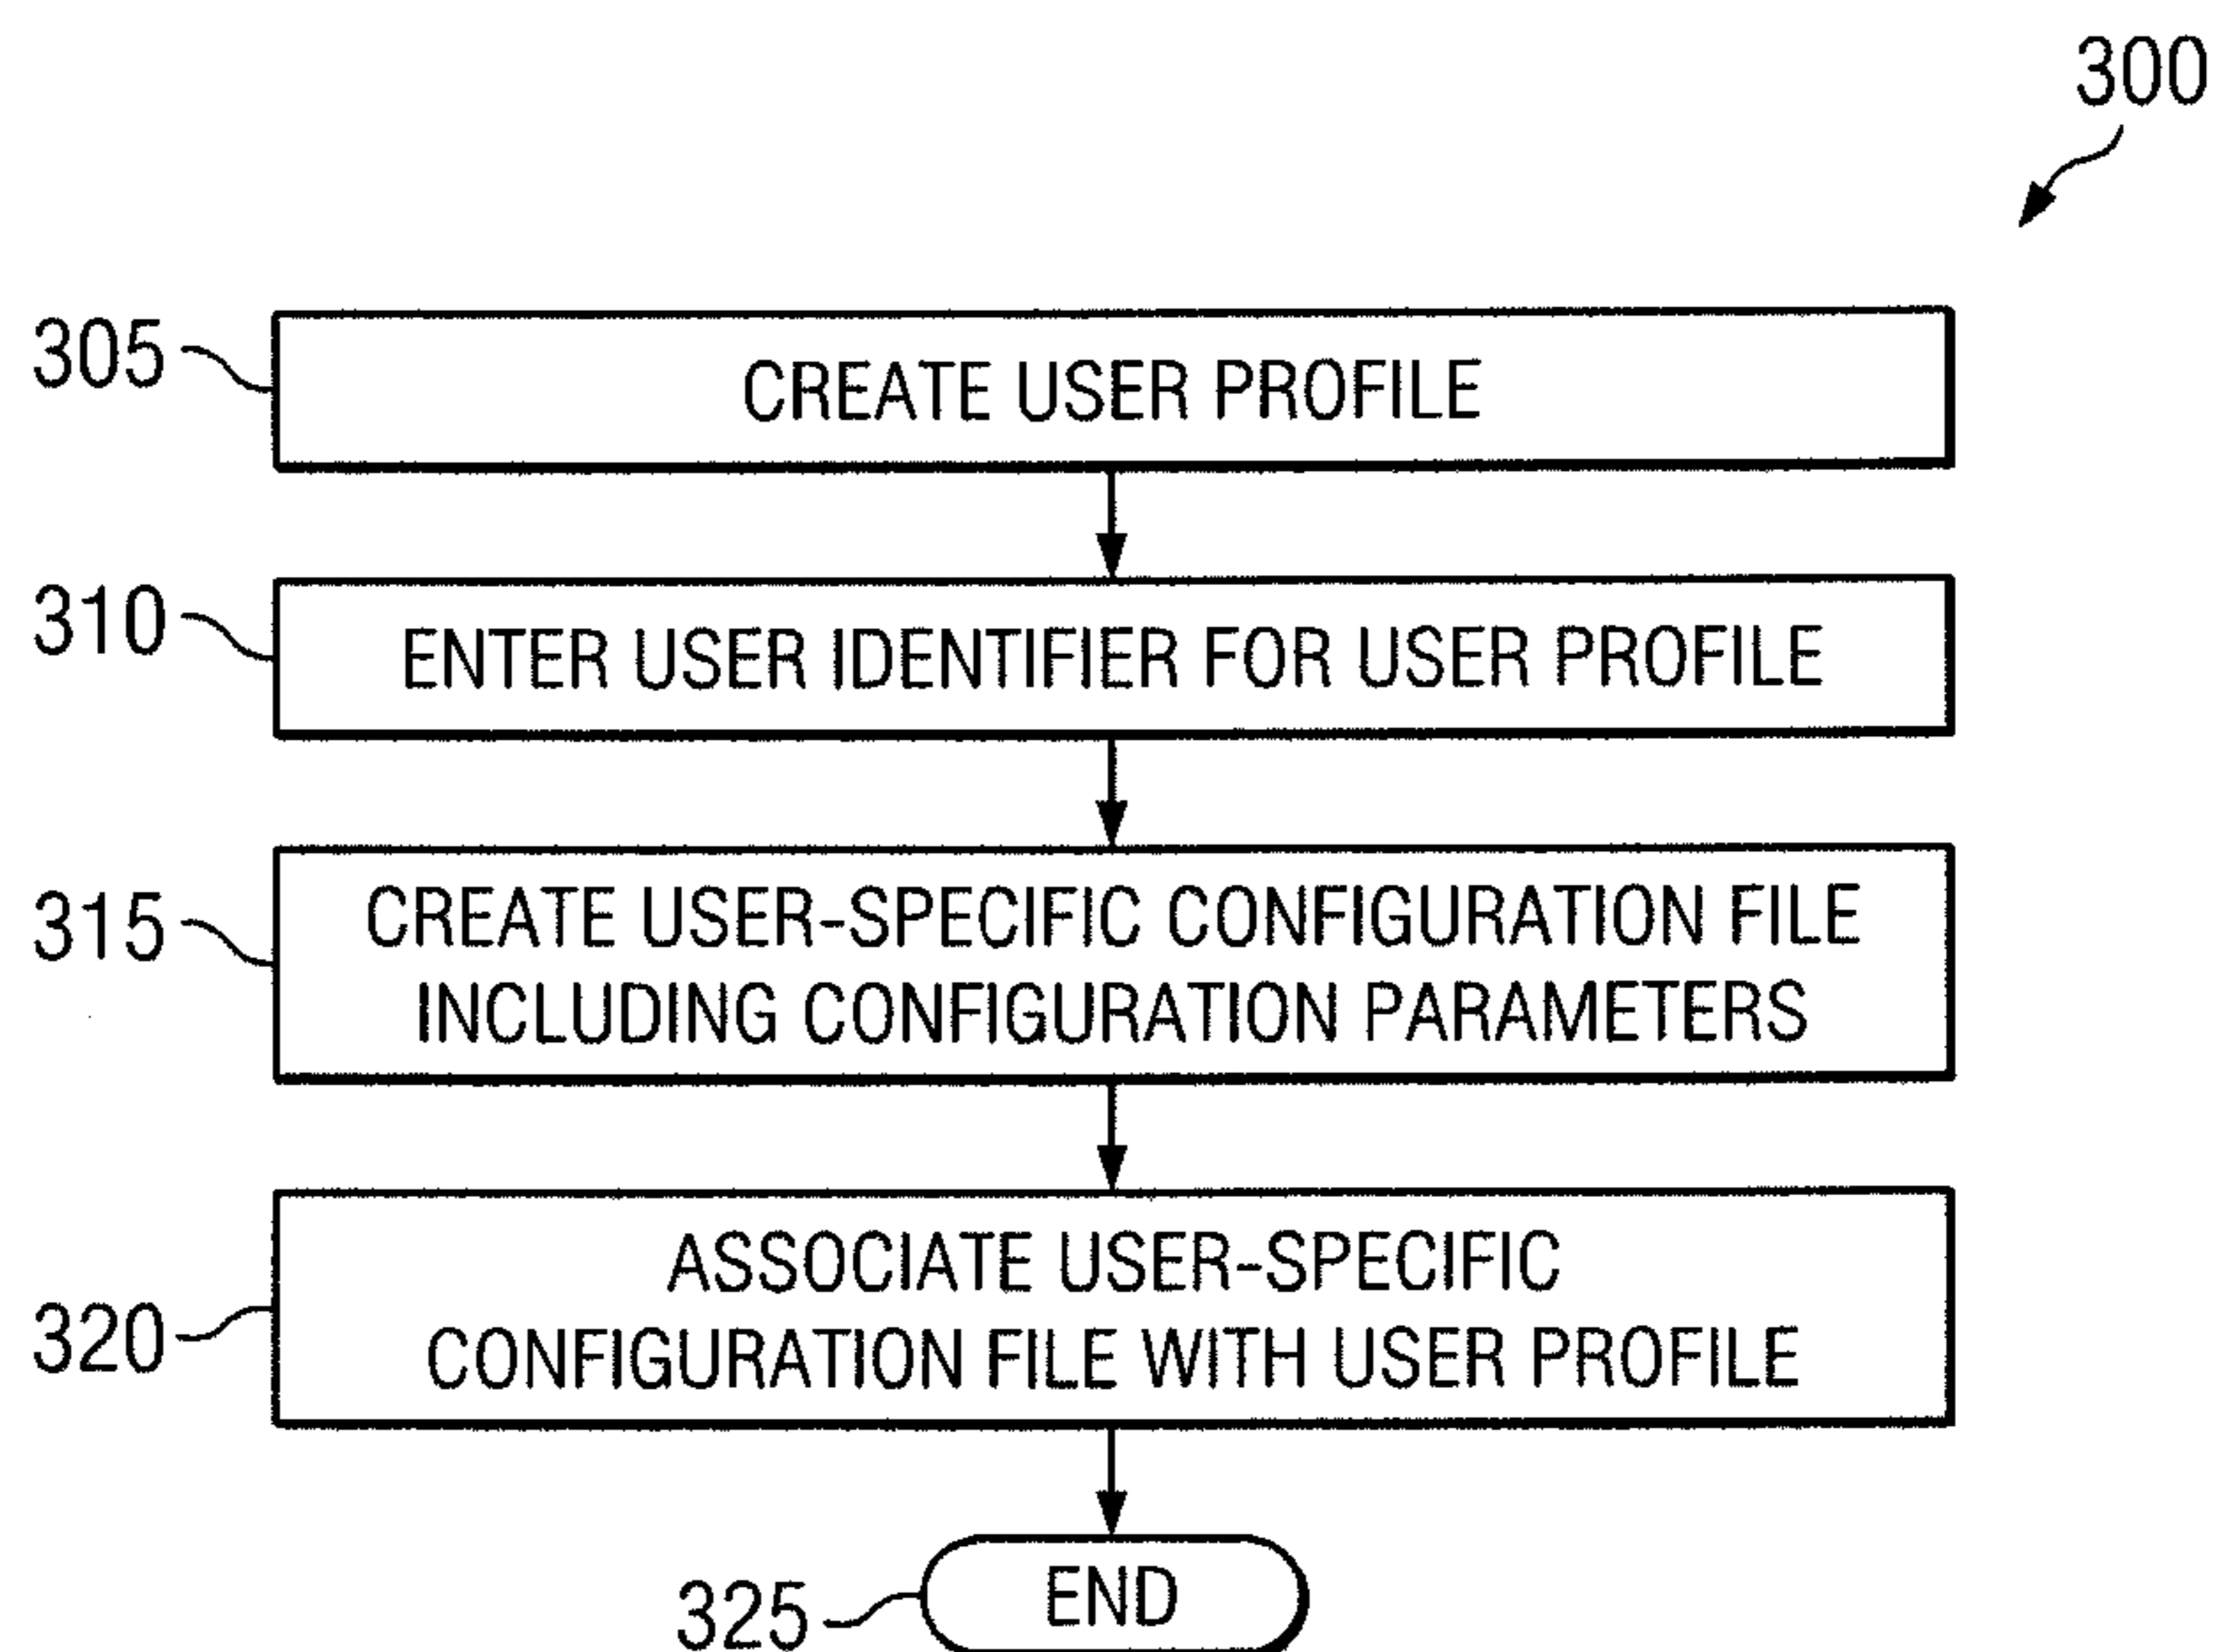 300
305
CREATE USER PROFILE
310
ENTER USER IDENTIFIER FOR USER PROFILE
315
CREATE USER-SPECIFIC CONFIGURATION FILE
INCLUDING CONFIGURATION PARAMETERS
320
ASSOCIATE USER-SPECIFIC
CONFIGURATION FILE WITH USER PROFILE
325
END